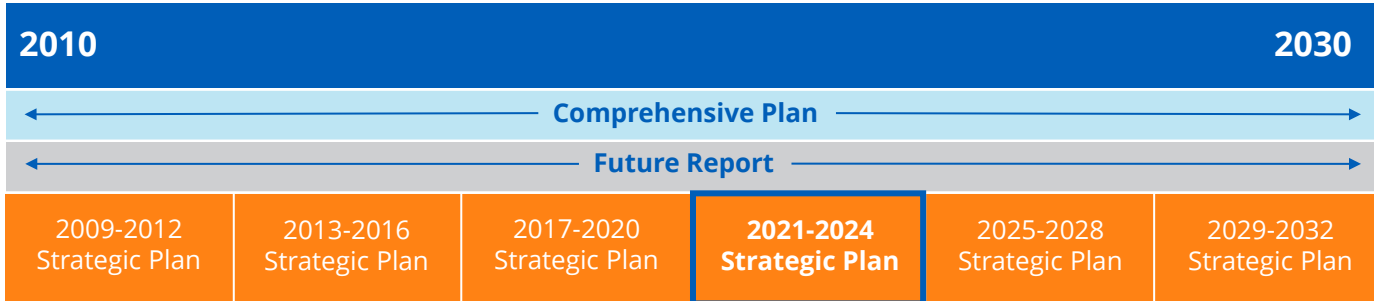 2010 2030
Comprehensive Plan
Future Report
2009-2012
Strategic Plan
2013-2016
Strategic Plan
2017-2020
Strategic Plan
2021-2024
Strategic Plan
2025-2028
Strategic Plan
2029-2032
Strategic Plan